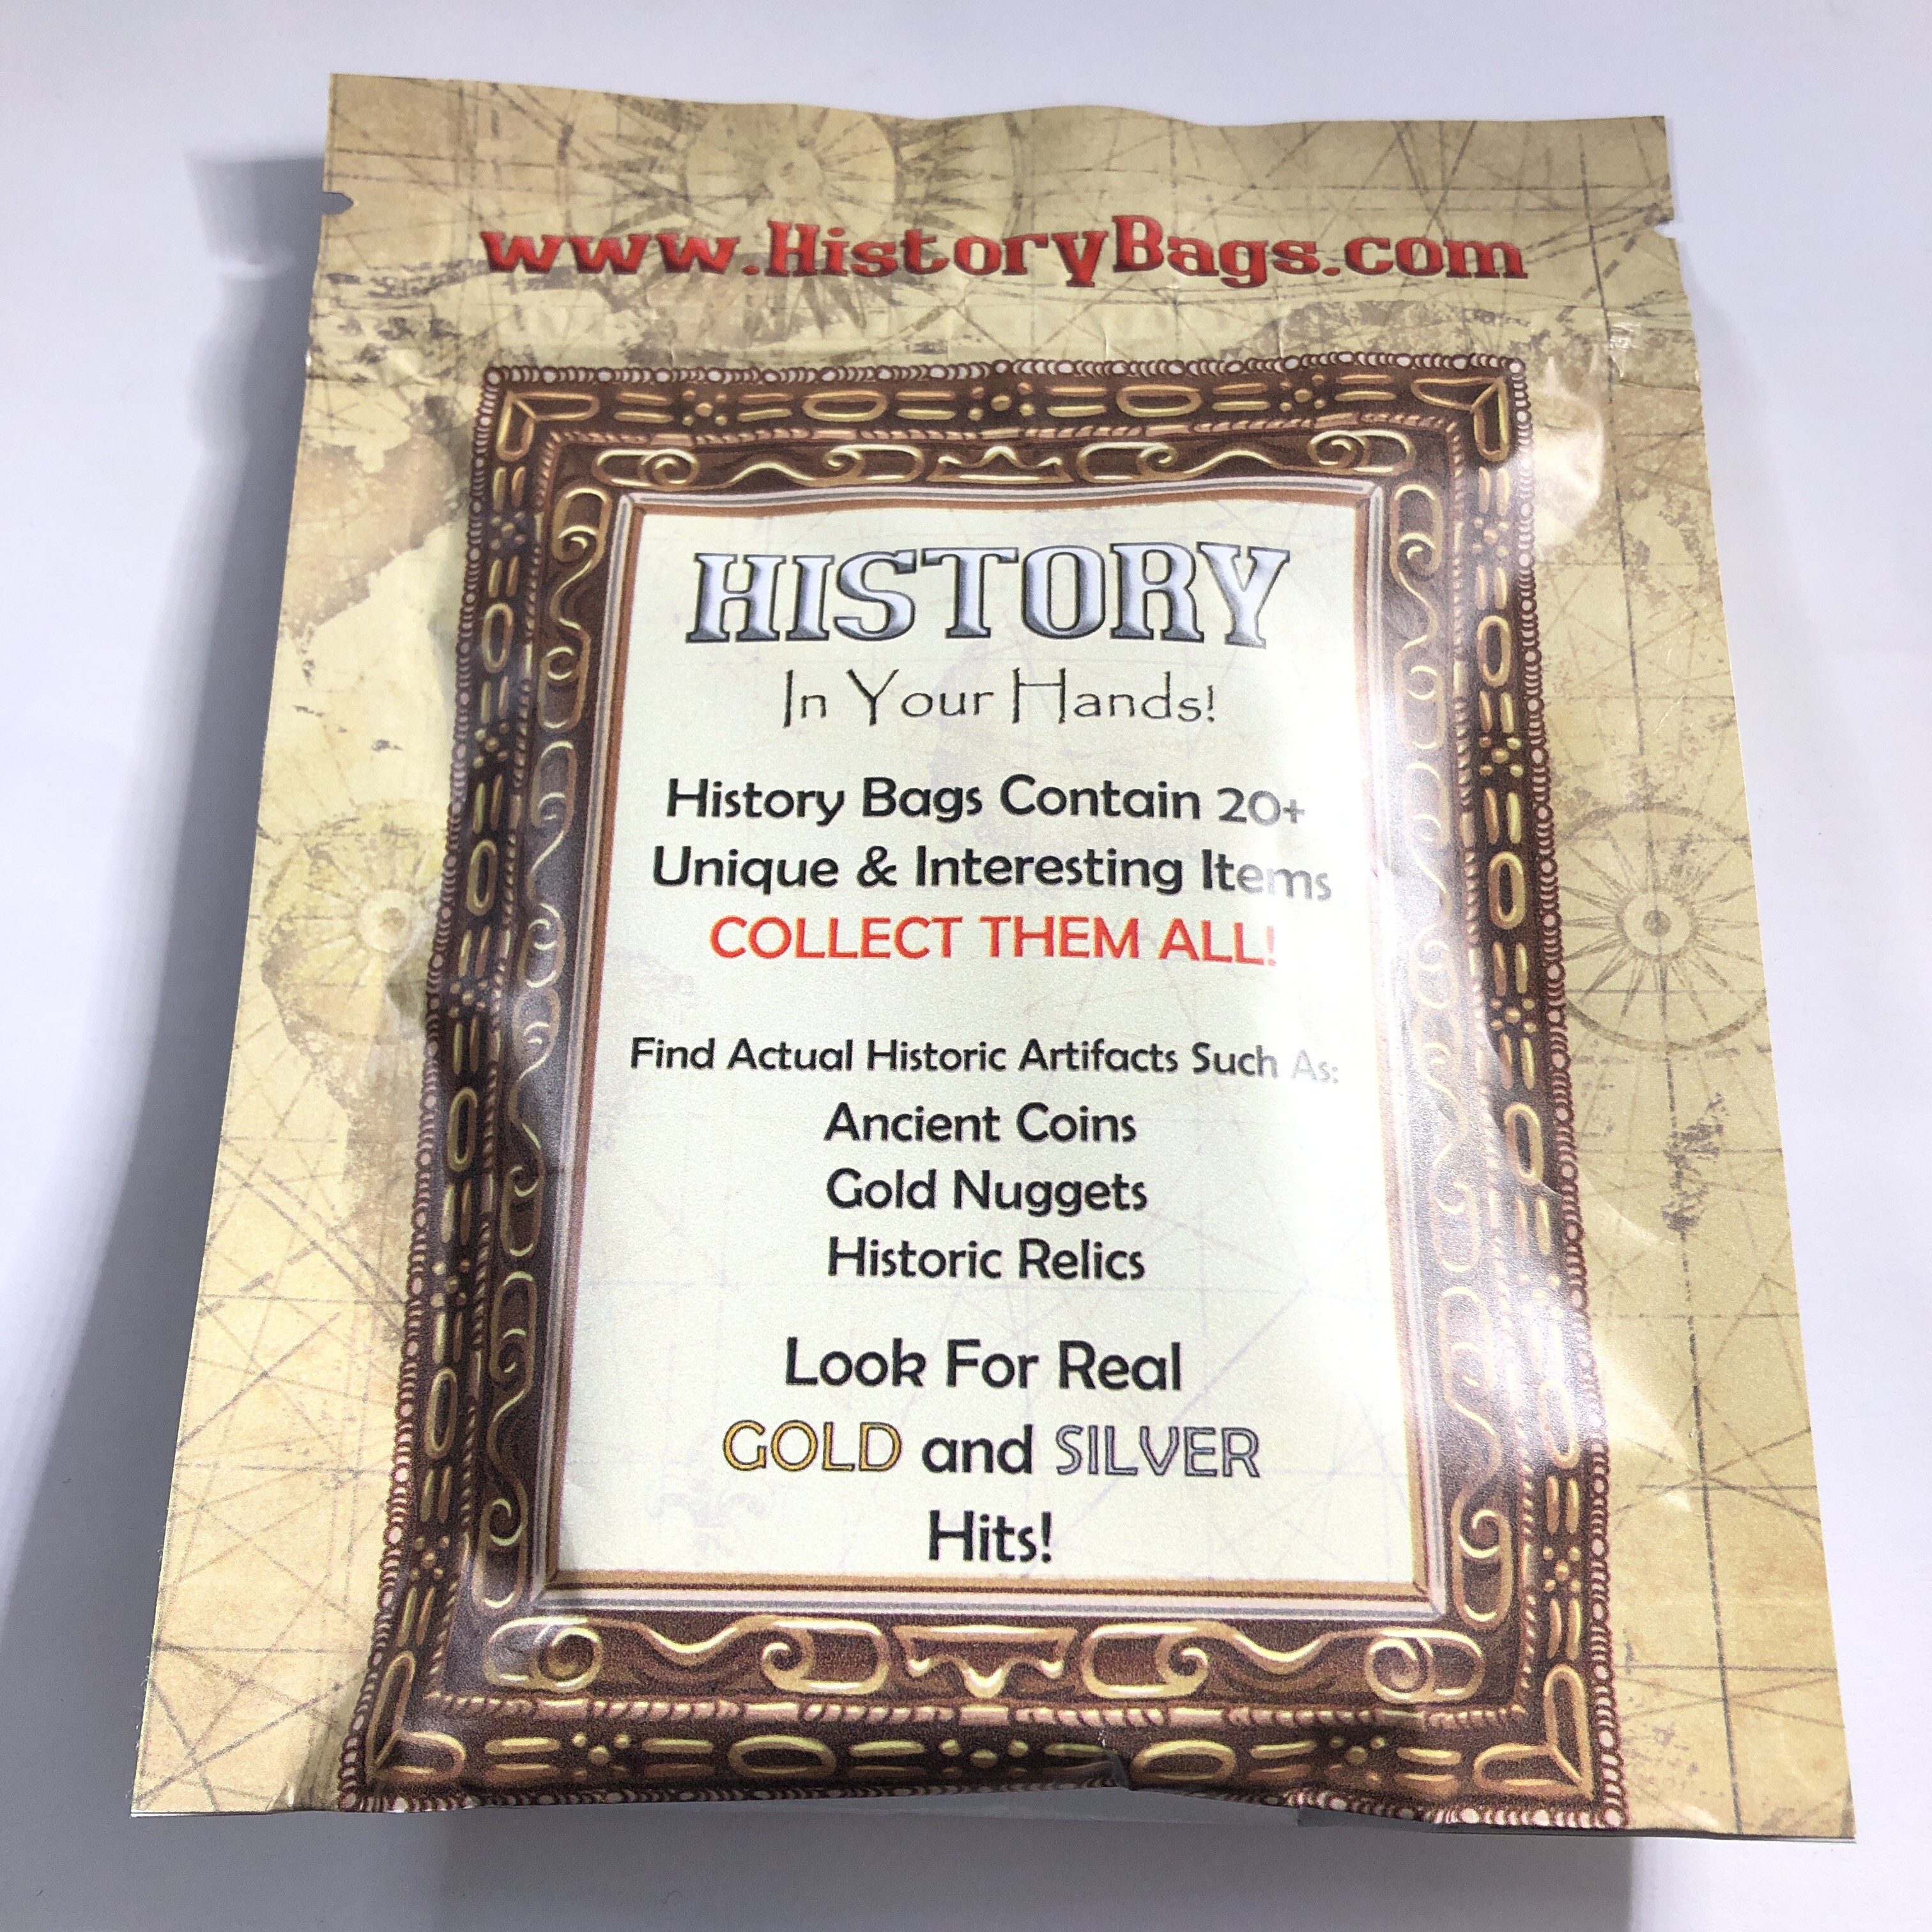 www.HistoryBags.com
HISTORY
In Your Hands!
History Bags Contain 20+
Unique & Interesting Items
COLLECT THEM ALL!
Find Actual Historic Artifacts Such As:
Ancient Coins
Gold Nuggets
Historic Relics
Look For Real
GOLD and SILVER
Hits!